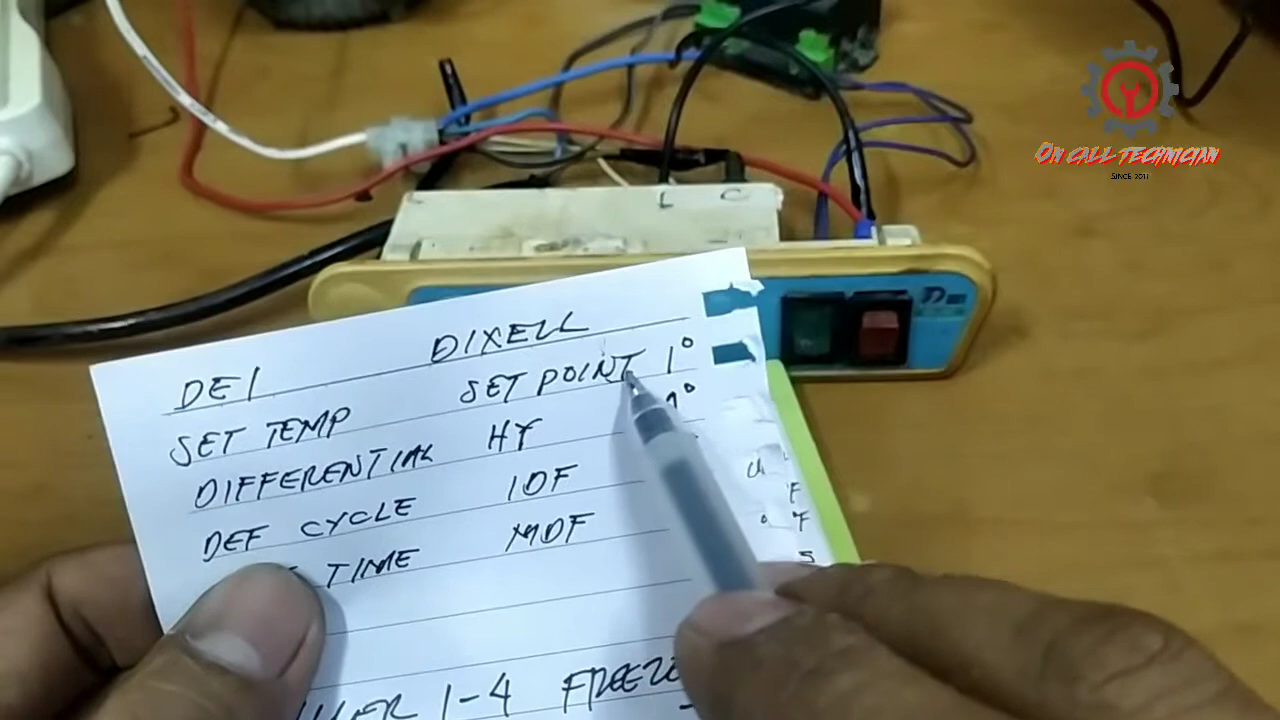 ON CALL TECHNICIAN
SINCE 2011
L C
DEI DIXELL
SET TEMP SET POINT 1°
DIFFERENTIAL HY
DEF CYCLE IDF
TIME MDF
1-4